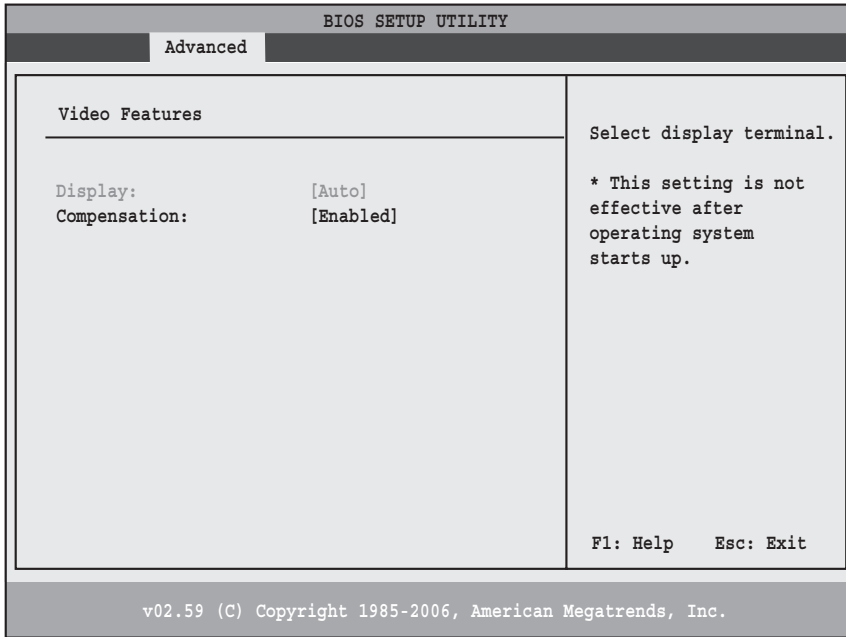 BIOS SETUP UTILITY
Advanced
Video Features
Display: [Auto]
Compensation: [Enabled]
Select display terminal.
* This setting is not
effective after
operating system
starts up.
F1: Help Esc: Exit
v02.59 (C) Copyright 1985-2006, American Megatrends, Inc.